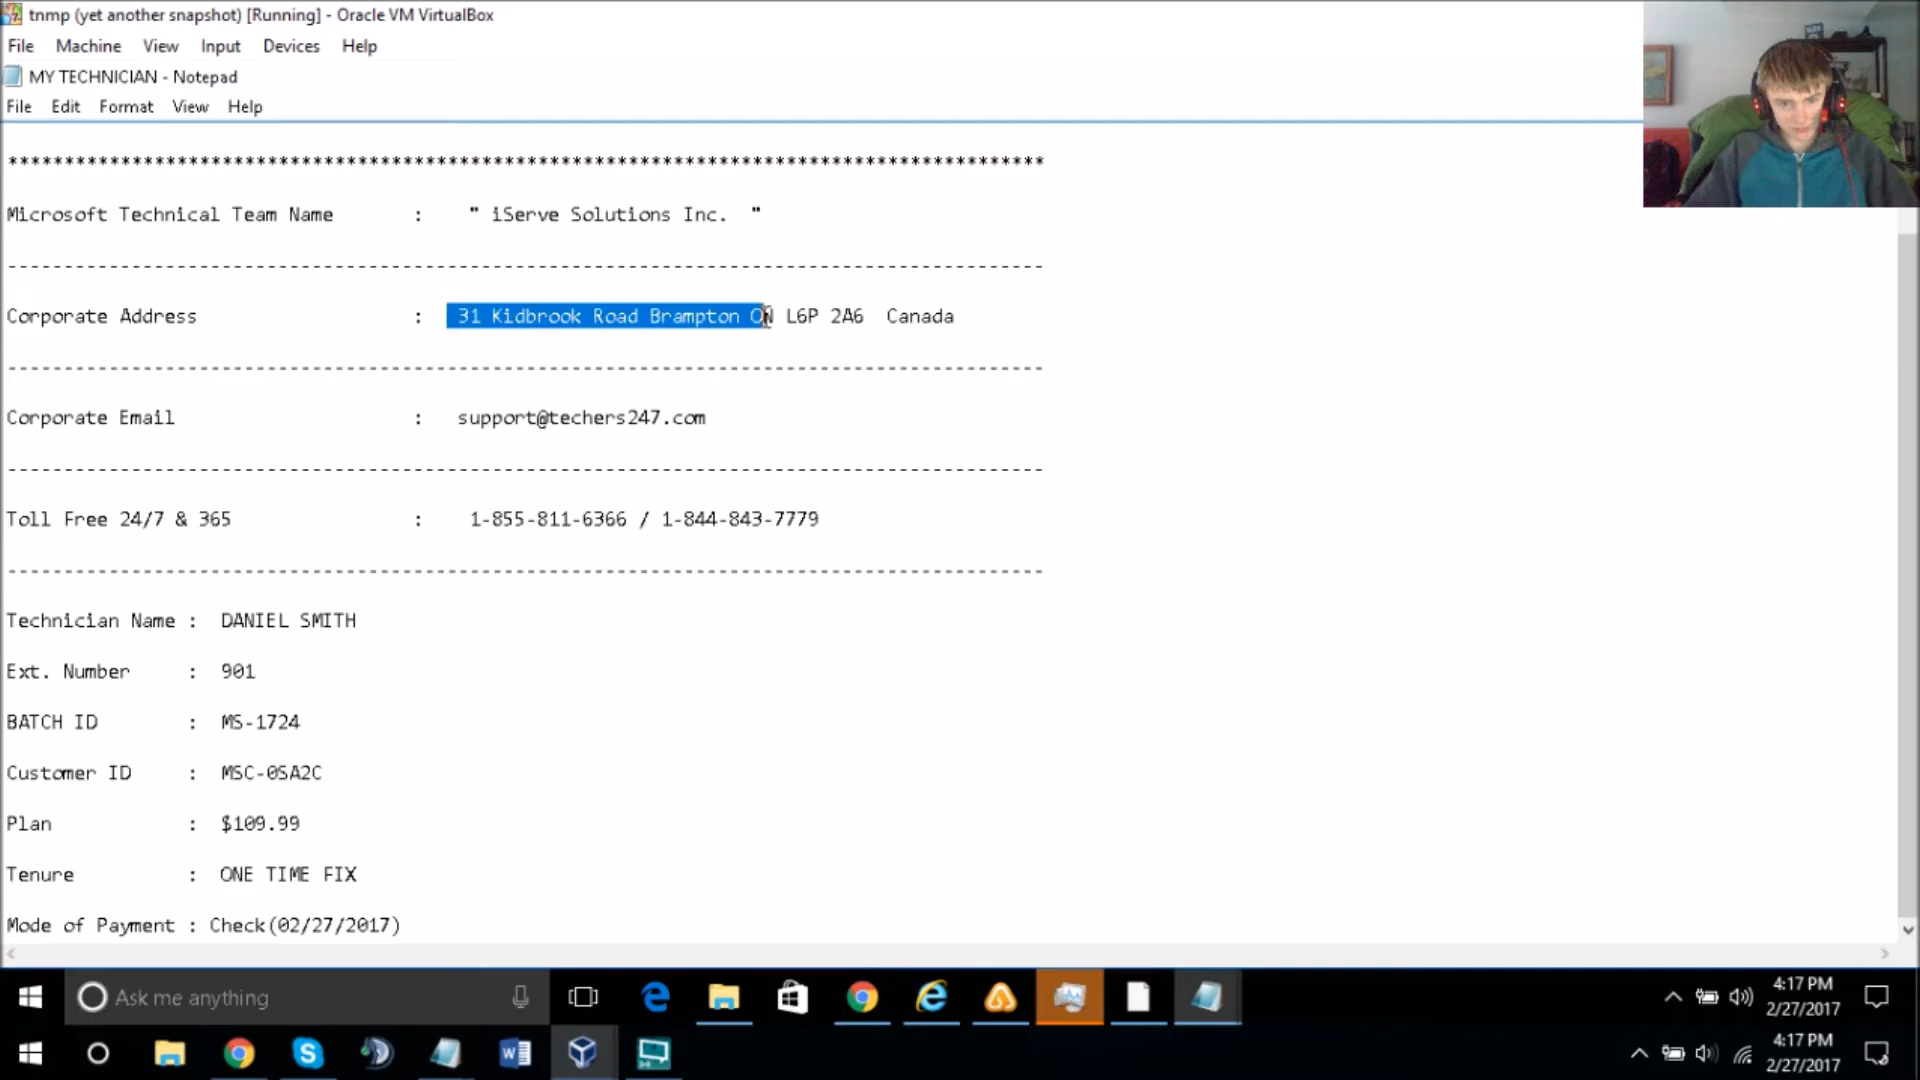 tnmp (yet another snapshot) [Running] - Oracle VM VirtualBox
File Machine View Input Devices Help
MY TECHNICIAN - Notepad
File Edit Format View Help
********************************************************************************************
Microsoft Technical Team Name : " iServe Solutions Inc. "
--------------------------------------------------------------------------------------------
Corporate Address : 31 Kidbrook Road Brampton ON L6P 2A6 Canada
--------------------------------------------------------------------------------------------
Corporate Email : support@techers247.com
--------------------------------------------------------------------------------------------
Toll Free 24/7 & 365 : 1-855-811-6366 / 1-844-843-7779
--------------------------------------------------------------------------------------------
Technician Name : DANIEL SMITH
Ext. Number : 901
BATCH ID : MS-1724
Customer ID : MSC-0SA2C
Plan : $109.99
Tenure : ONE TIME FIX
Mode of Payment : Check(02/27/2017)
Ask me anything
4:17 PM
2/27/2017
4:17 PM
2/27/2017